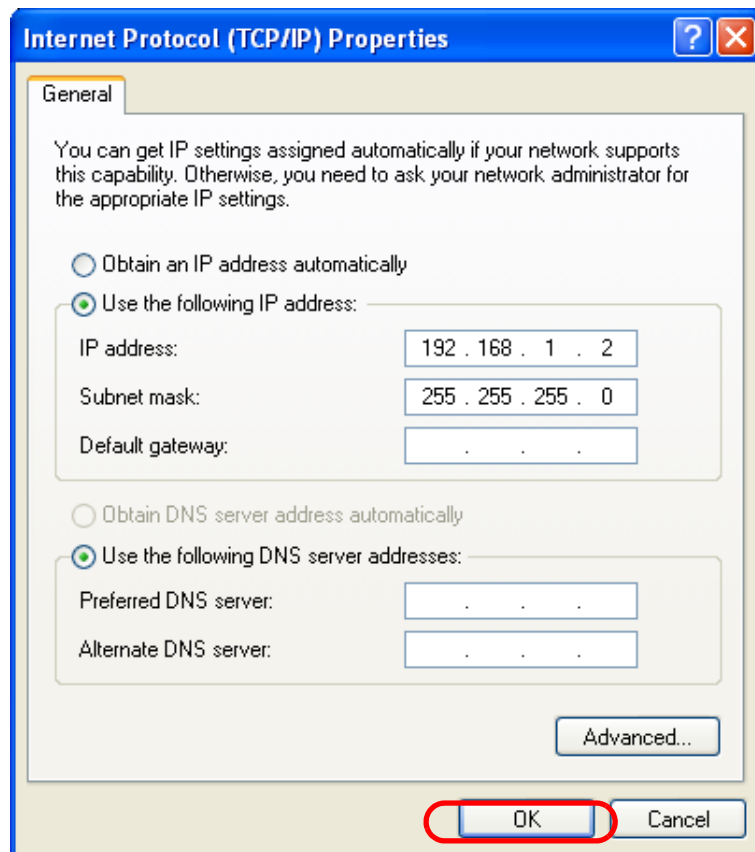 Internet Protocol (TCP/IP) Properties
General
You can get IP settings assigned automatically if your network supports
this capability. Otherwise, you need to ask your network administrator for
the appropriate IP settings.
Obtain an IP address automatically
Use the following IP address:
IP address: 192 . 168 . 1 . 2
Subnet mask: 255 . 255 . 255 . 0
Default gateway: . . .
Obtain DNS server address automatically
Use the following DNS server addresses:
Preferred DNS server: . . .
Alternate DNS server: . . .
Advanced...
OK Cancel